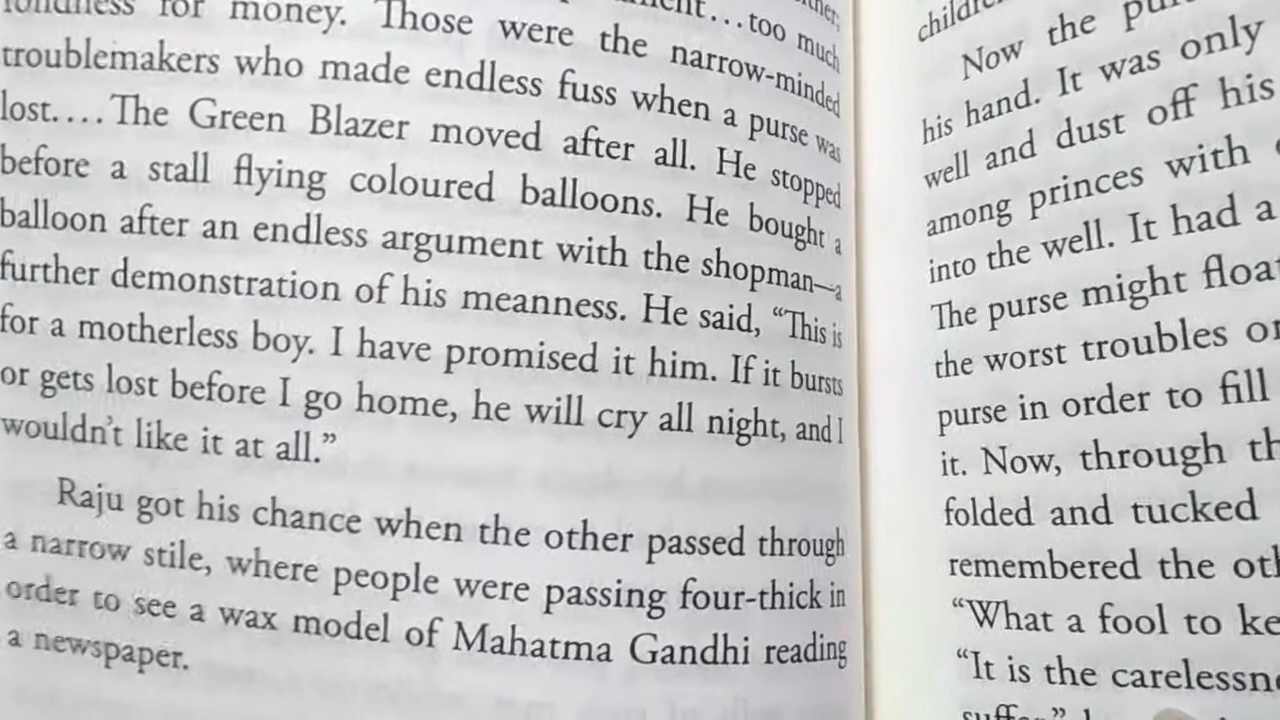 for money. Those were the narrow-minded
troublemakers who made endless fuss when a purse was
lost.... The Green Blazer moved after all. He stopped
before a stall flying coloured balloons. He bought a
balloon after an endless argument with the shopman—a
further demonstration of his meanness. He said, “This is
for a motherless boy. I have promised it him. If it bursts
or gets lost before I go home, he will cry all night, and I
wouldn’t like it at all.”
Raju got his chance when the other passed through
a narrow stile, where people were passing four-thick in
order to see a wax model of Mahatma Gandhi reading
a newspaper.
Now the
his hand. It was only
well and dust off his
among princes with
into the well. It had a
The purse might
the worst troubles
purse in order to fill
it. Now, through
folded and tucked
remembered the
“What a fool to
“It is the